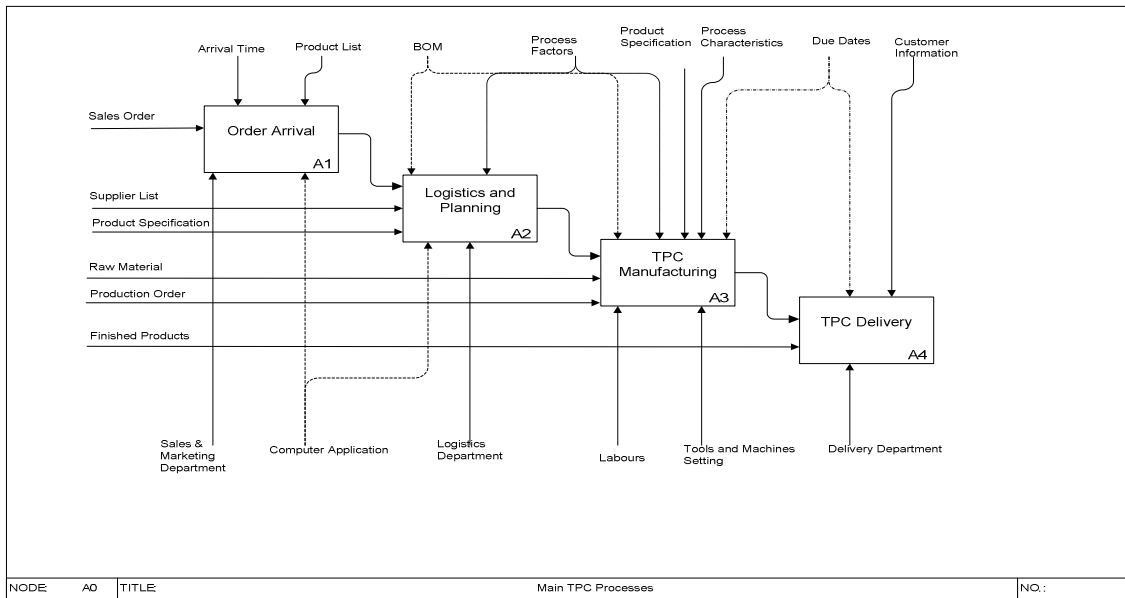 Arrival Time
Product List
BOM
Process
Factors
Product
Specification
Process
Characteristics
Due Dates
Customer
Information
Sales Order
Order Arrival
A1
Supplier List
Product Specification
Logistics and
Planning
A2
Raw Material
Production Order
TPC
Manufacturing
A3
Finished Products
TPC Delivery
A4
Sales &
Marketing
Department
Computer Application
Logistics
Department
Labours
Tools and Machines
Setting
Delivery Department
NODE: A0 TITLE: Main TPC Processes NO.: